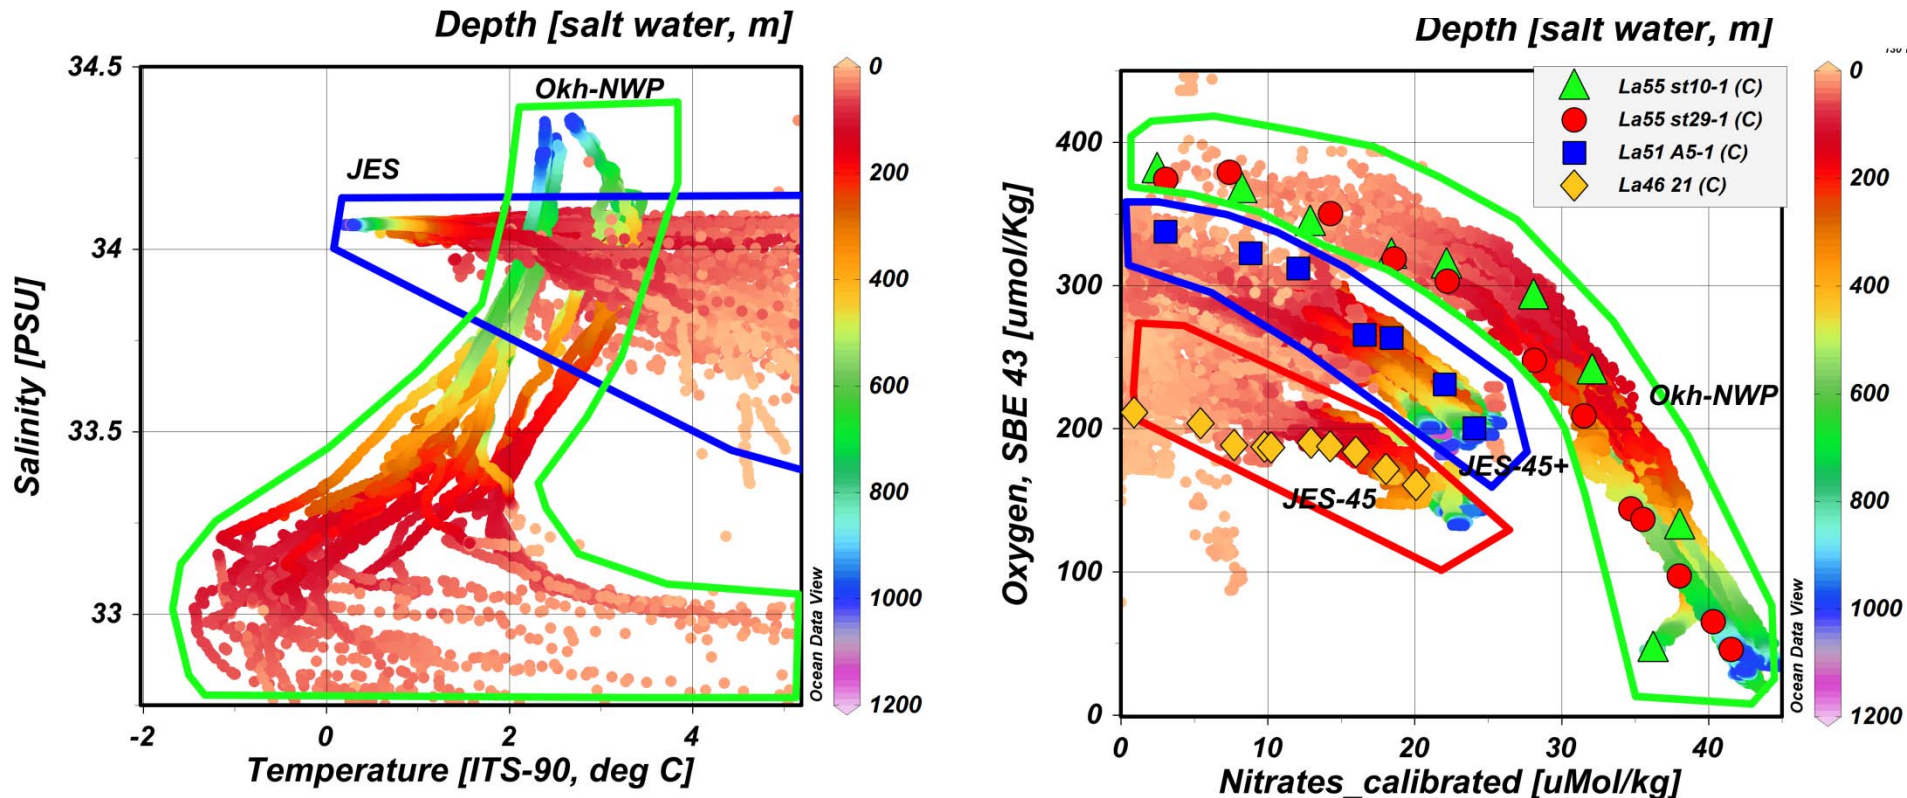 Depth [salt water, m]
34.5
34
33.5
33
Salinity [PSU]
-2
0
2
4
Temperature [ITS-90, deg C]
JES
Okh-NWP
Ocean Data View
0
200
400
600
800
1000
1200
Depth [salt water, m]
400
300
200
100
0
Oxygen, SBE 43 [umol/Kg]
0
10
20
30
40
Nitrates_calibrated [uMol/kg]
La55 st10-1 (C)
La55 st29-1 (C)
La51 A5-1 (C)
La46 21 (C)
Okh-NWP
JES-45+
JES-45
Ocean Data View
0
200
400
600
800
1000
1200